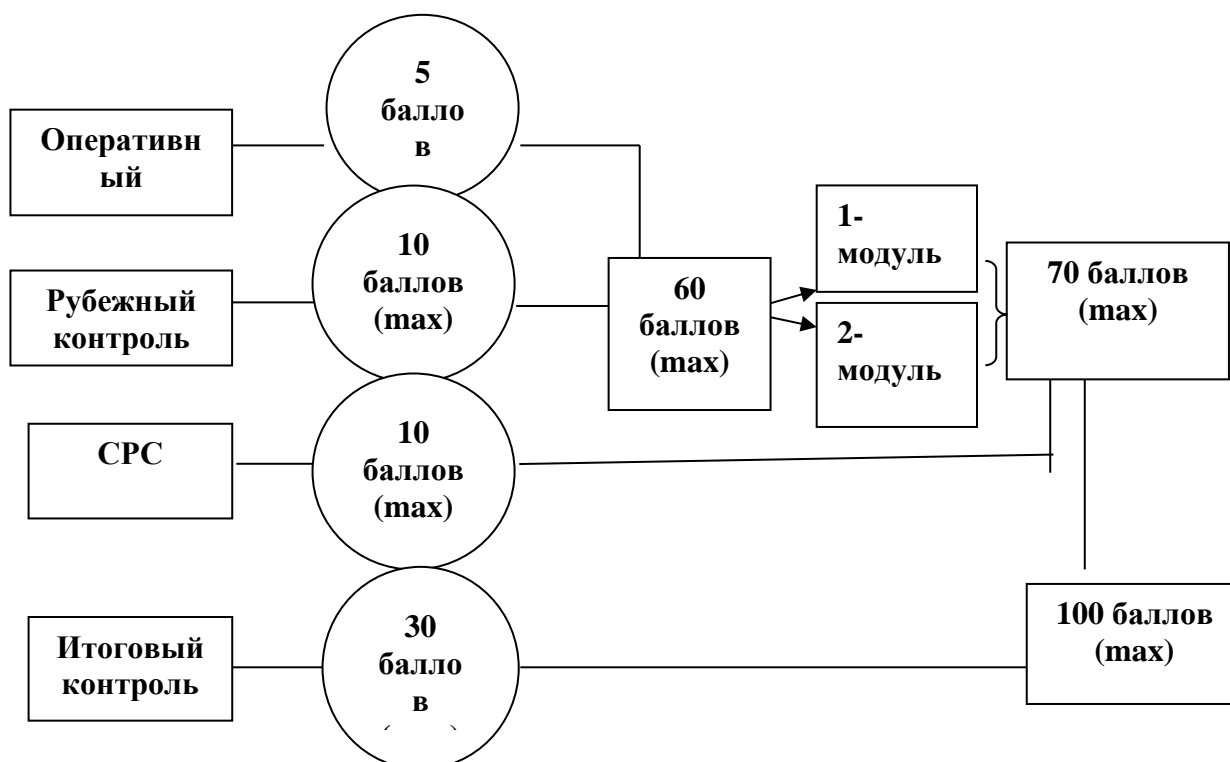 5
балло
в
Оперативн
ый
10
баллов
(max)
Рубежный
контроль
60
баллов
(max)
1-
модуль
2-
модуль
70 баллов
(max)
СРС
10
баллов
(max)
Итоговый
контроль
30
балло
в
100 баллов
(max)